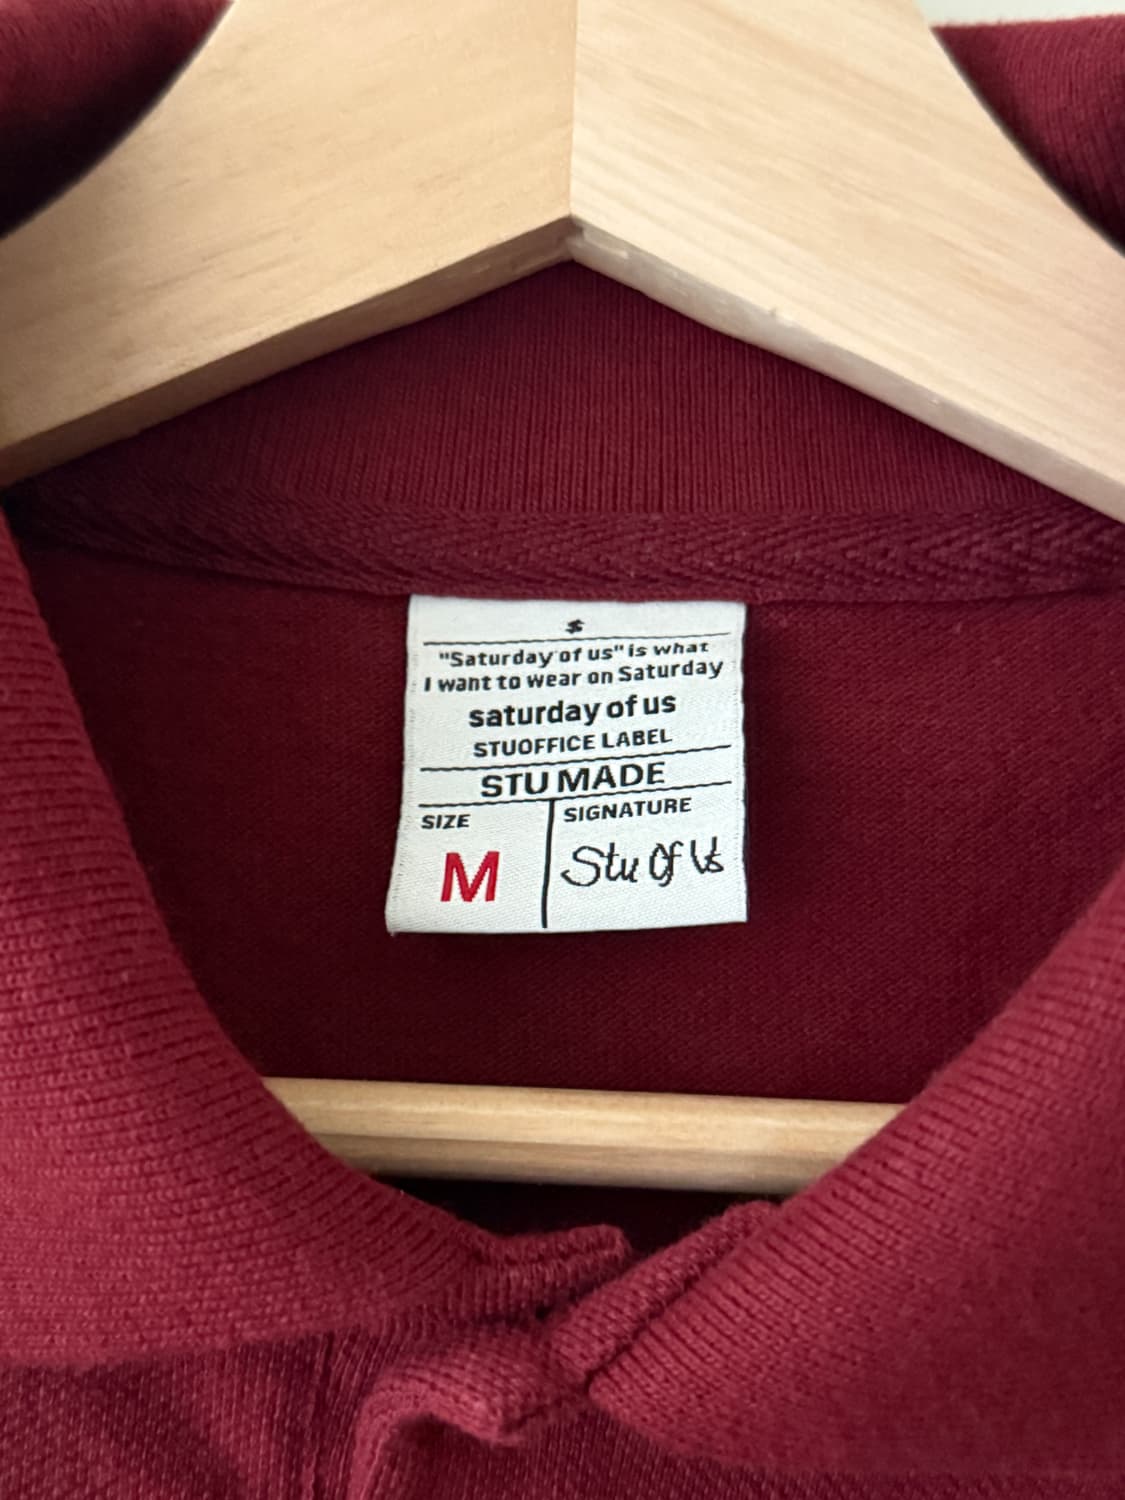 "Saturday of us" is what
I want to wear on Saturday
saturday of us
STUOFFICE LABEL
STU MADE
SIZE
SIGNATURE
M
Stu Of Us